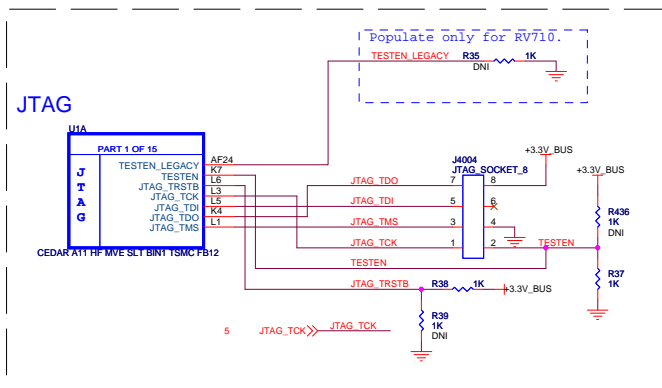 Populate only for RV710.
TESTEN_LEGACY R35 1K
DNI
JTAG
U1A
PART 1 OF 15
J
T
A
G
TESTEN_LEGACY AF24
TESTEN K7
JTAG_TRSTB L6
JTAG_TCK L3
JTAG_TDI L5
JTAG_TDO K4
JTAG_TMS L1
CEDAR A11 HF MVE SLT BIN1 TSMC FB12
J4004
JTAG_SOCKET_8
+3.3V_BUS
+3.3V_BUS
JTAG_TDO 7 8
JTAG_TDI 5 6
JTAG_TMS 3 4
JTAG_TCK 1 2 TESTEN
R436
1K
DNI
TESTEN
R37
1K
JTAG_TRSTB R38 1K +3.3V_BUS
R39
1K
DNI
5 JTAG_TCK JTAG_TCK